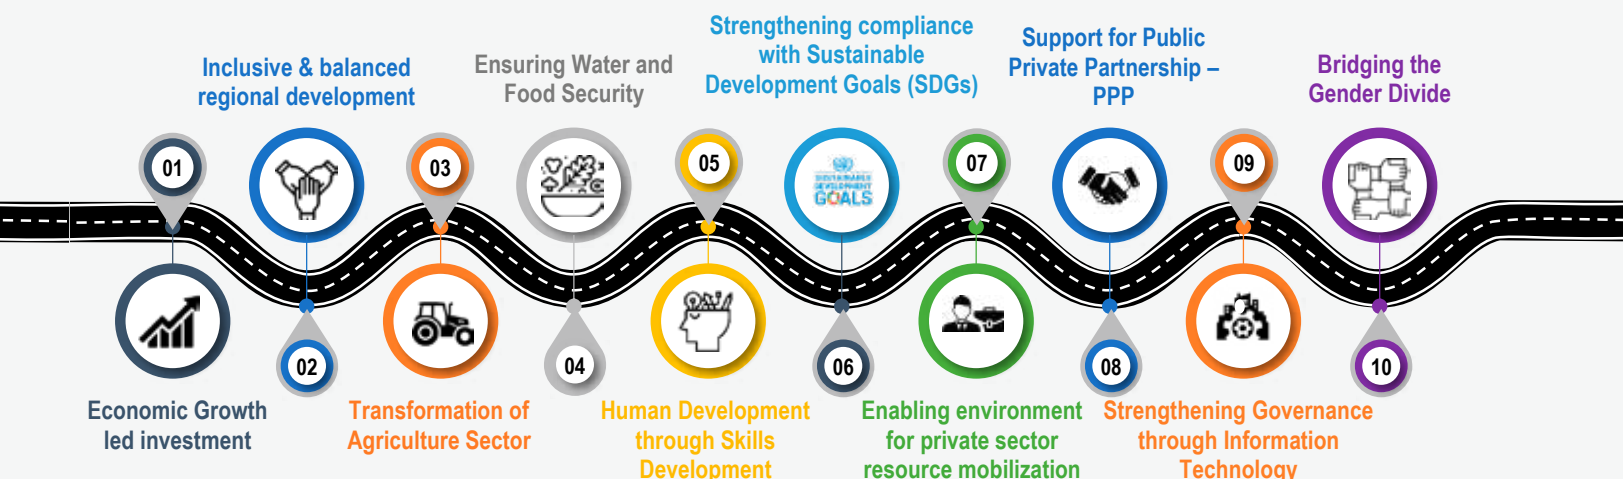 01
Economic Growth
led investment
Inclusive & balanced
regional development
02
03
Transformation of
Agriculture Sector
Ensuring Water and
Food Security
04
05
Human Development
through Skills
Development
Strengthening compliance
with Sustainable
Development Goals (SDGs)
SUSTAINABLE
DEVELOPMENT
GOALS
06
07
Enabling environment
for private sector
resource mobilization
Support for Public
Private Partnership –
PPP
08
09
Strengthening Governance
through Information
Technology
Bridging the
Gender Divide
10